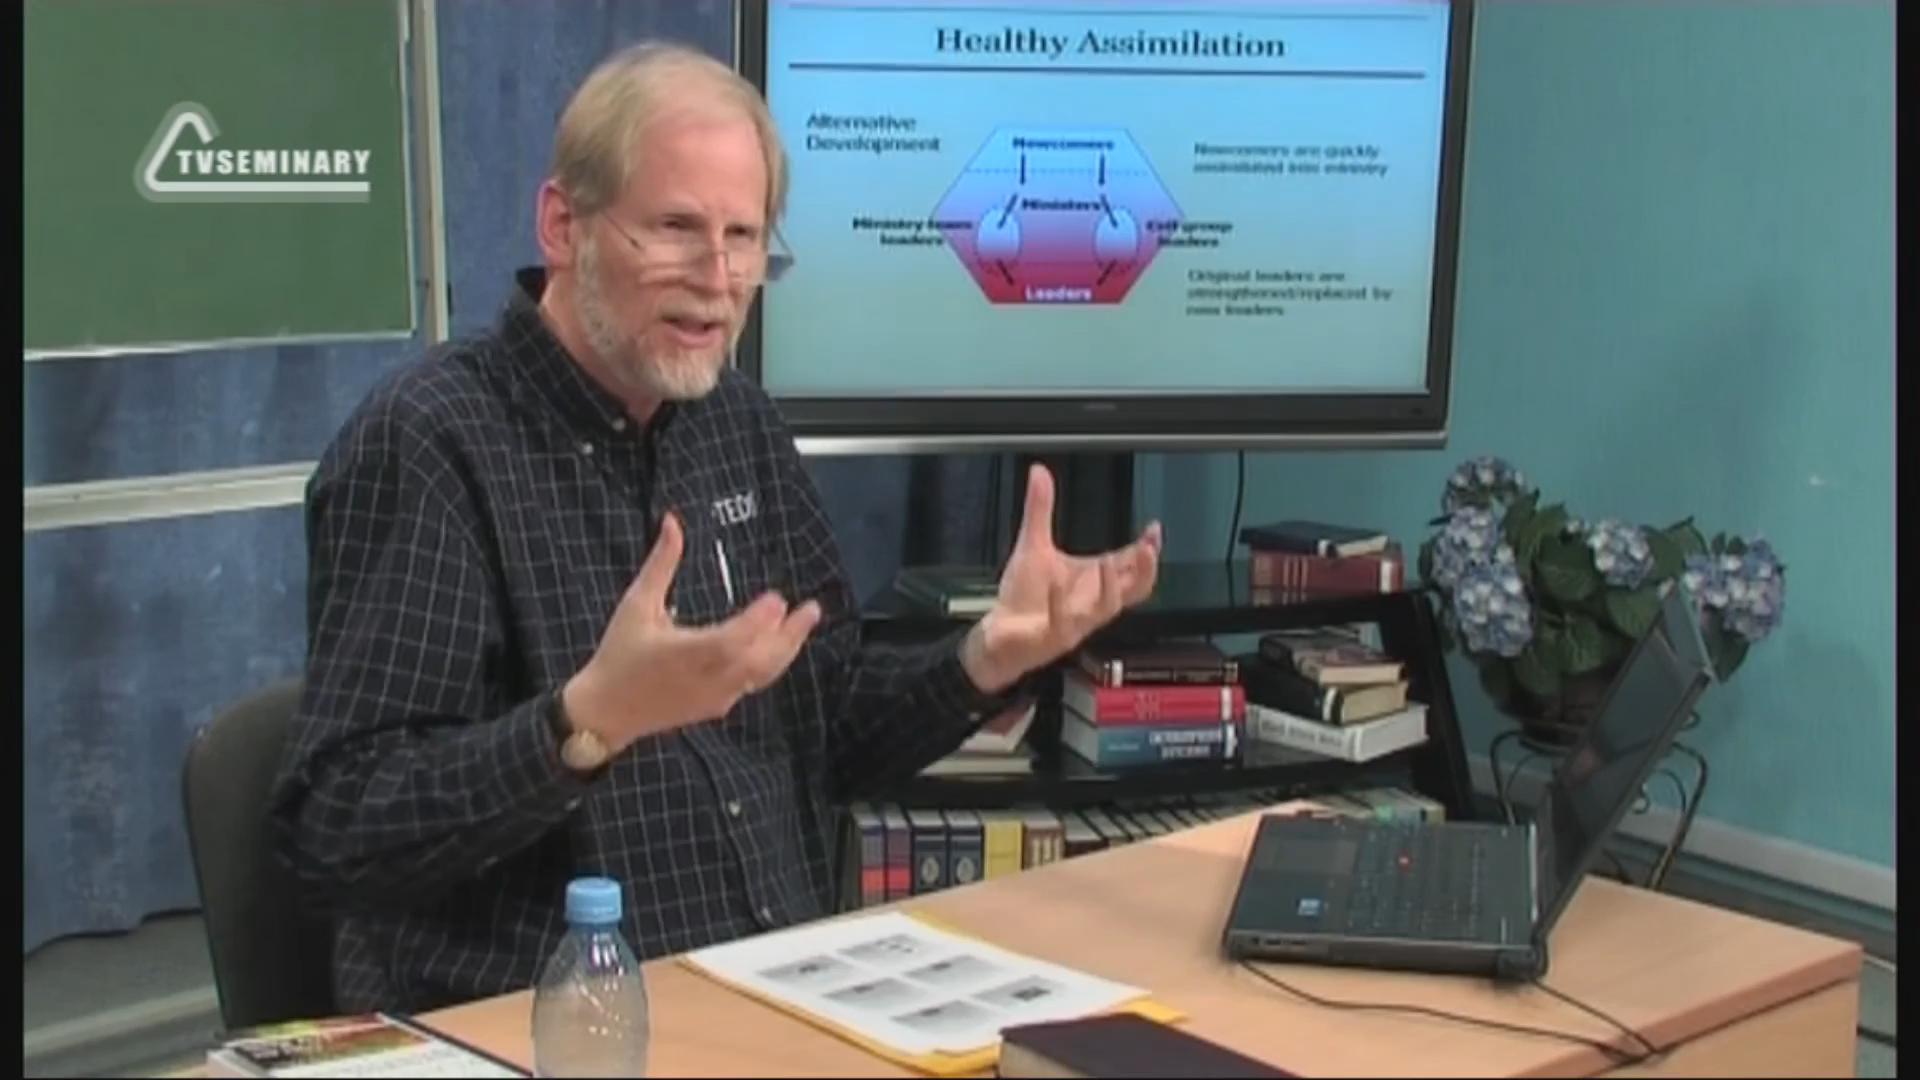 TVSEMINARY
Healthy Assimilation
Alternative
Development
Newcomers
Newcomers are quickly
assimilated into ministry
Ministers
Ministry team
leaders
Cell group
leaders
Original leaders are
strengthened/replaced by
new leaders
Leaders